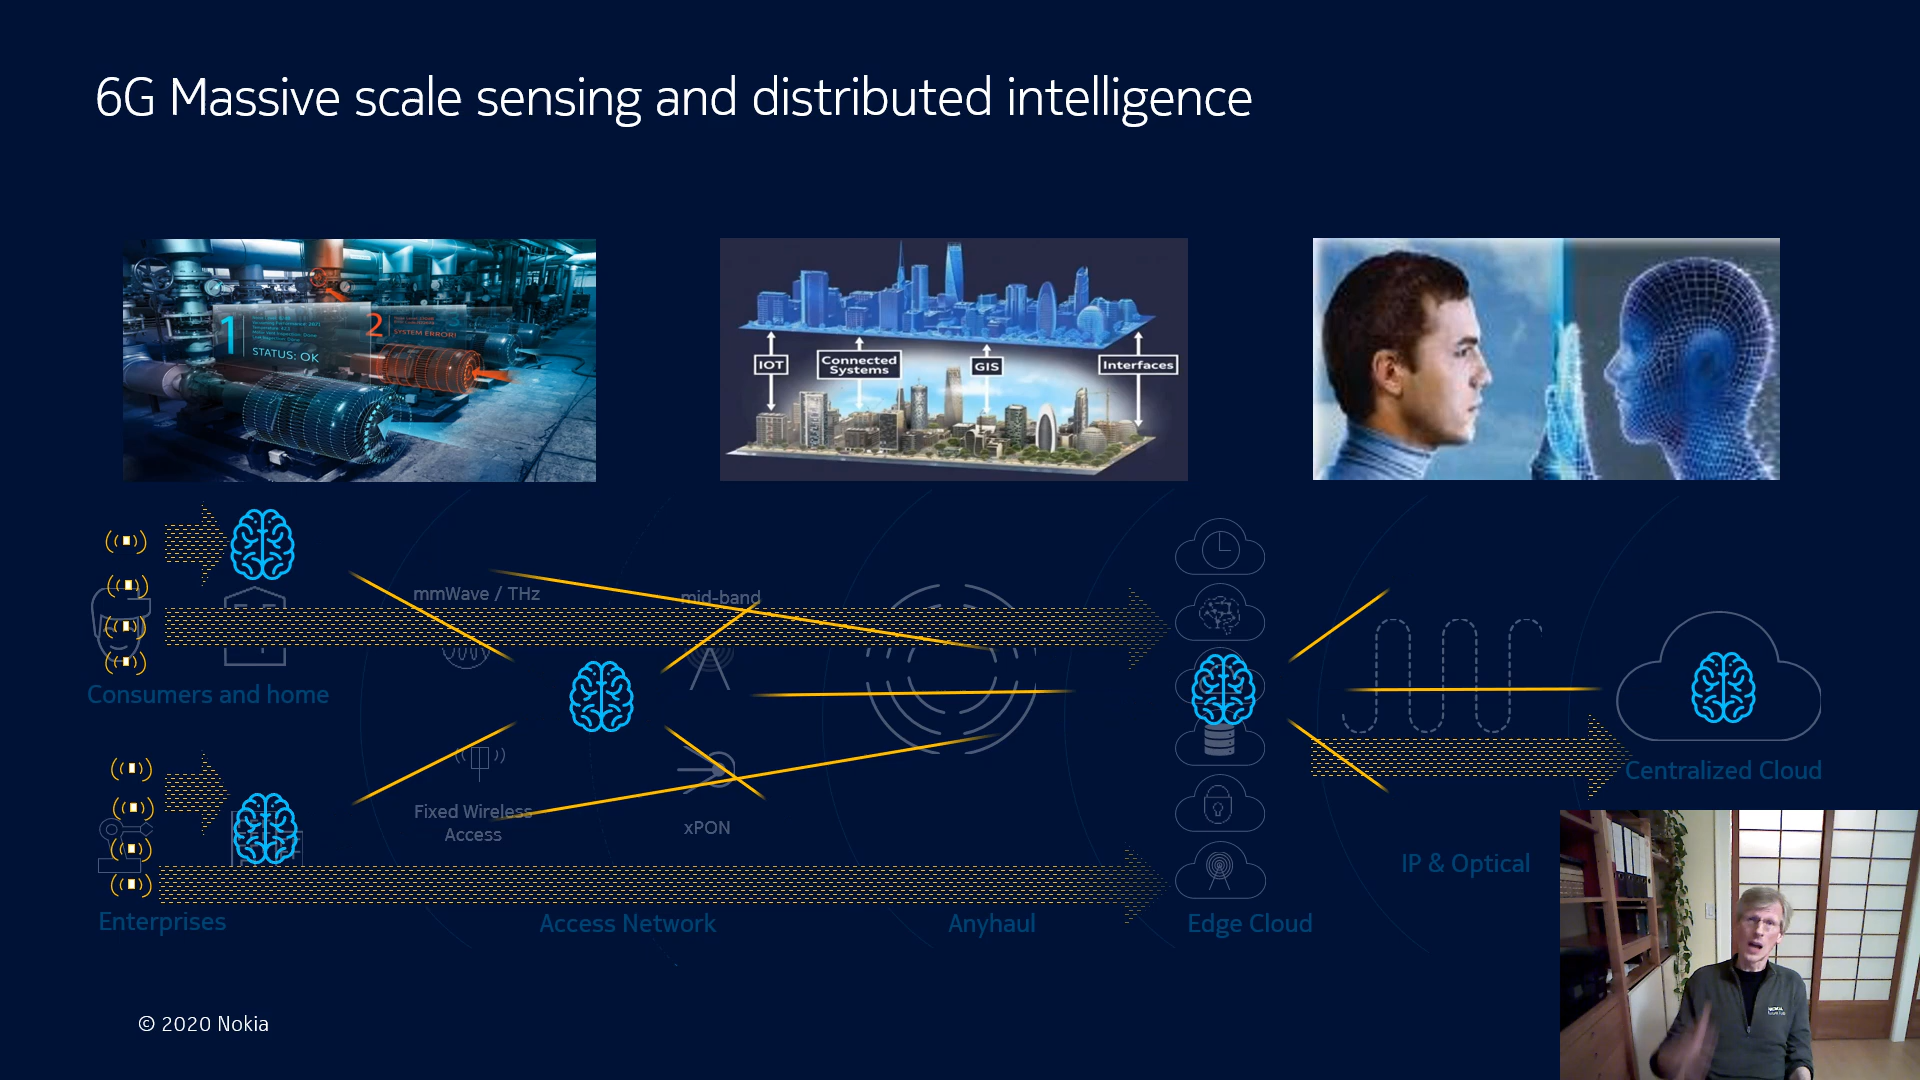 6G Massive scale sensing and distributed intelligence
1
STATUS: OK
2
SYSTEM ERROR!
IOT
Connected
Systems
GIS
Interfaces
mmWave / THz
mid-band
Consumers and home
Fixed Wireless
Access
xPON
Centralized Cloud
IP & Optical
Enterprises
Access Network
Anyhaul
Edge Cloud
© 2020 Nokia
NOKIA